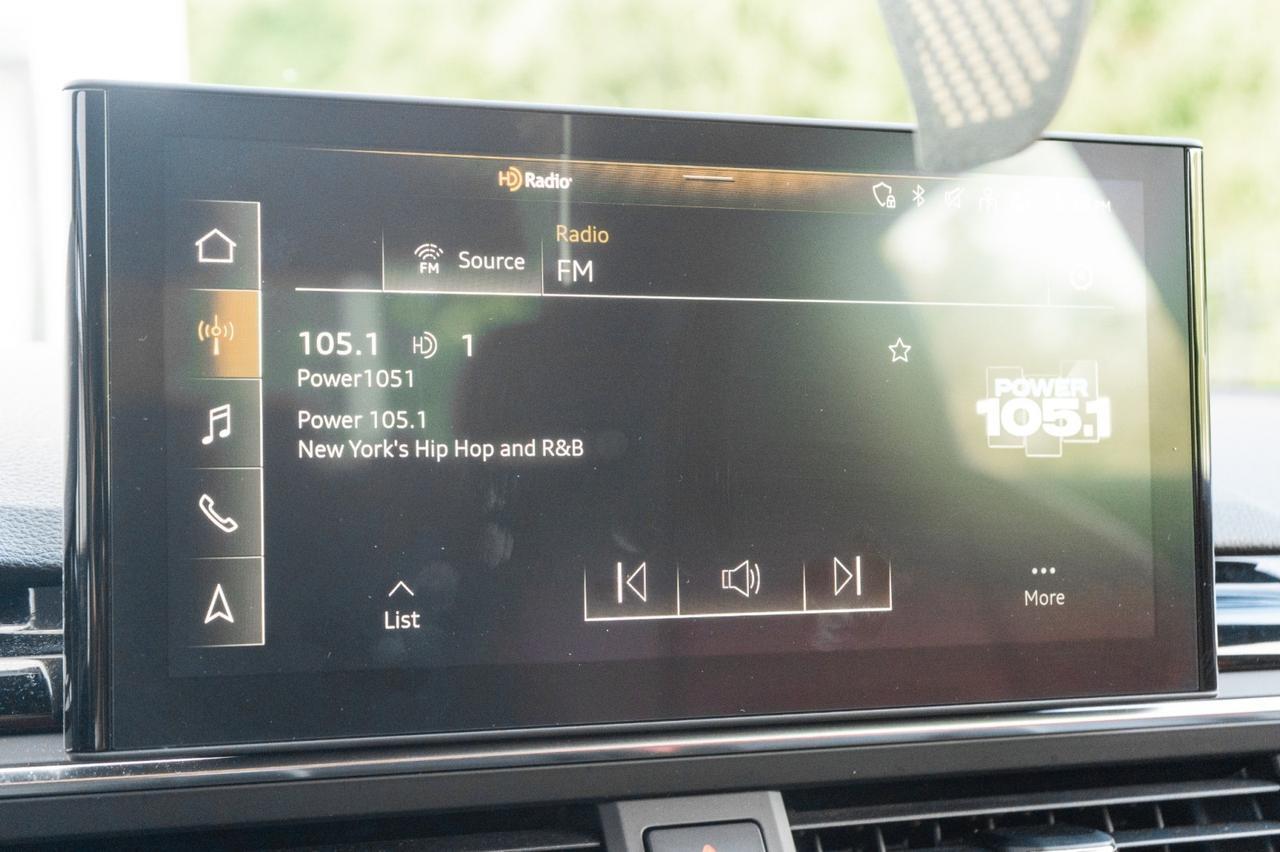 HD Radio
FM Source
Radio
FM
105.1 HD 1
Power1051
Power 105.1
New York's Hip Hop and R&B
POWER
105.1
List
More